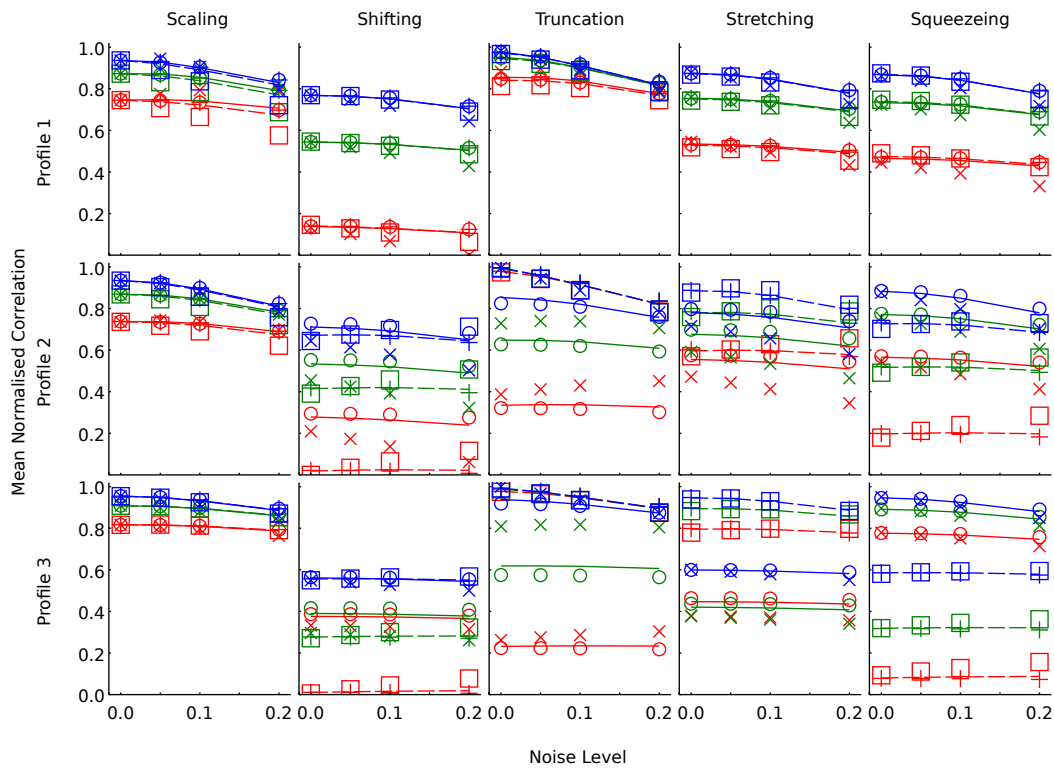 Scaling Shifting Truncation Stretching Squeezeing
1.0
0.8
0.6
0.4
0.2
Profile 1
1.0
0.8
0.6
0.4
0.2
Profile 2
1.0
0.8
0.6
0.4
0.2
0.0
Profile 3
Mean Normalised Correlation
0.0 0.1 0.2 0.0 0.1 0.2 0.0 0.1 0.2 0.0 0.1 0.2 0.0 0.1 0.2
Noise Level